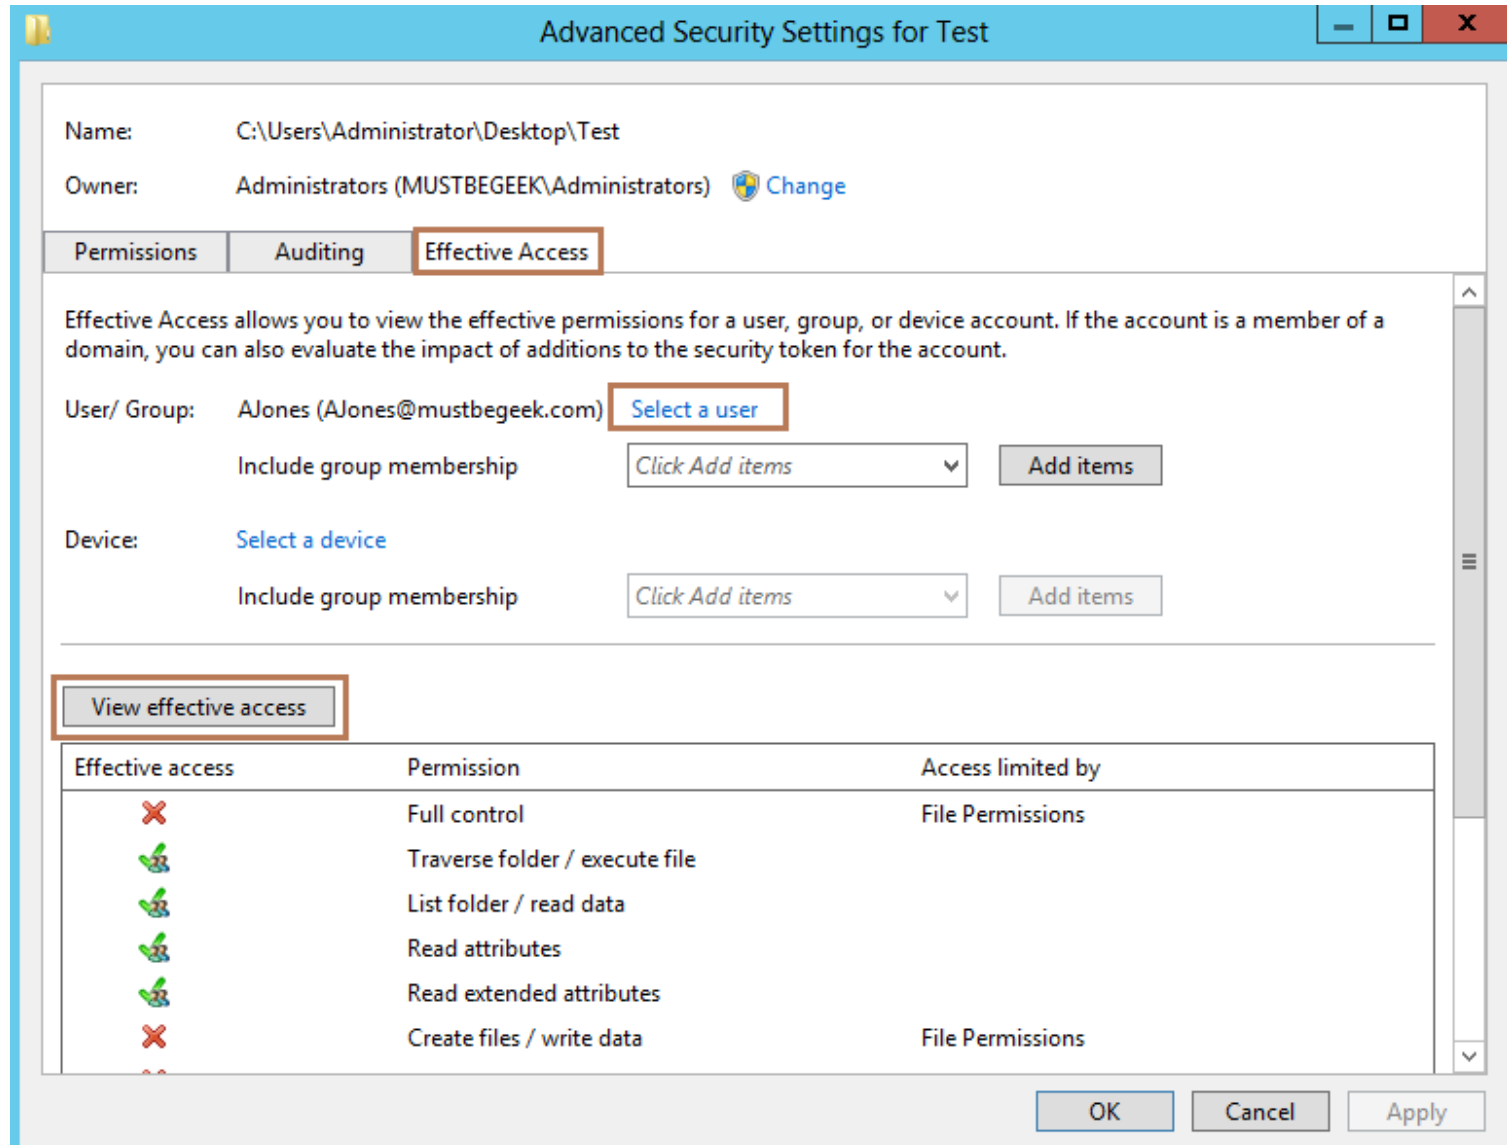 Advanced Security Settings for Test
Name: C:\Users\Administrator\Desktop\Test
Owner: Administrators (MUSTBEGEEK\Administrators) Change
Permissions Auditing Effective Access
Effective Access allows you to view the effective permissions for a user, group, or device account. If the account is a member of a
domain, you can also evaluate the impact of additions to the security token for the account.
User/ Group: AJones (AJones@mustbegeek.com) Select a user
Include group membership Click Add items Add items
Device: Select a device
Include group membership Click Add items Add items
View effective access
Effective access Permission Access limited by
Full control File Permissions
Traverse folder / execute file
List folder / read data
Read attributes
Read extended attributes
Create files / write data File Permissions
OK Cancel Apply